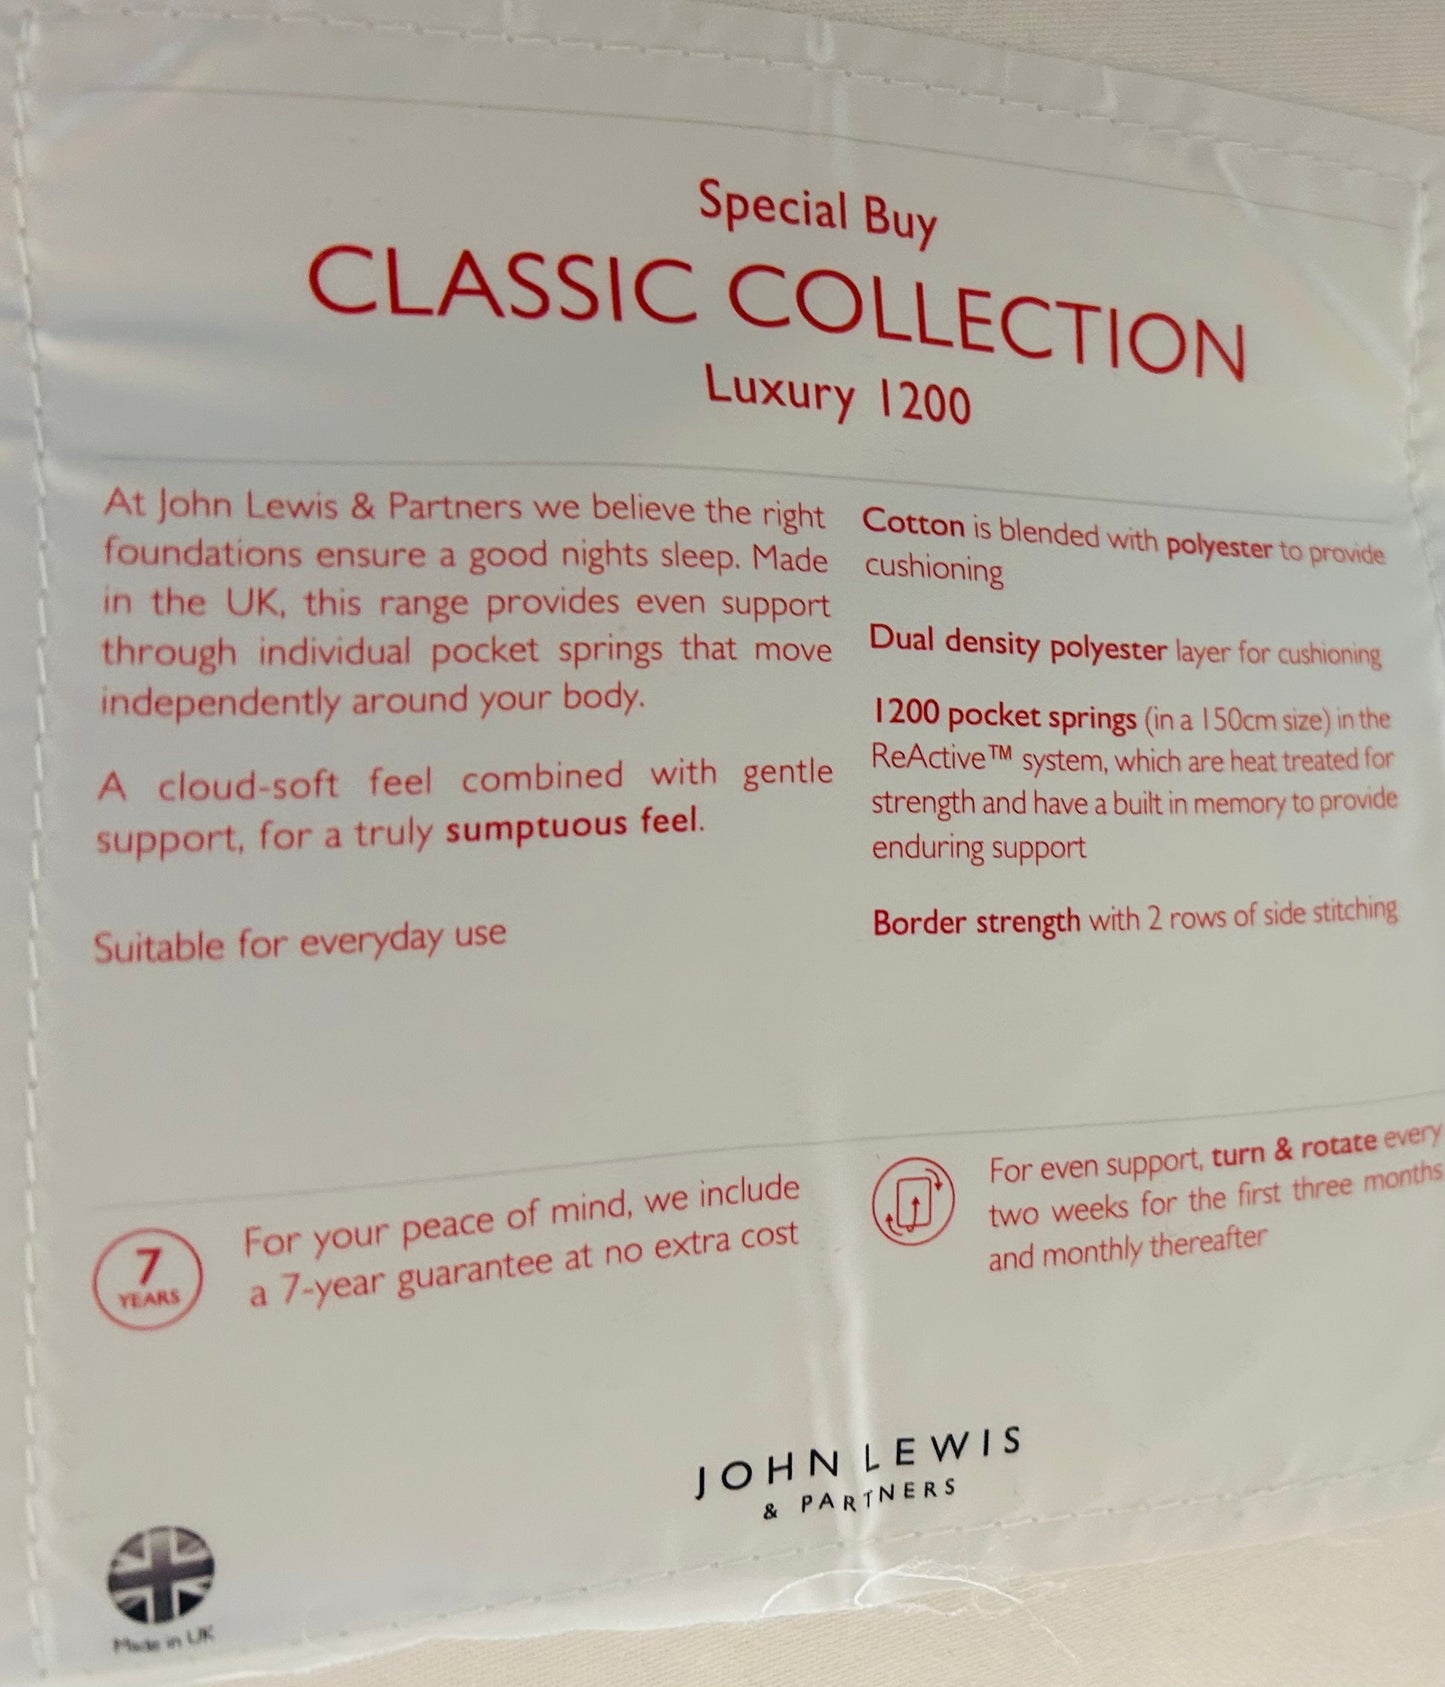 Special Buy
CLASSIC COLLECTION
Luxury 1200
At John Lewis & Partners we believe the right
foundations ensure a good nights sleep. Made
in the UK, this range provides even support
through individual pocket springs that move
independently around your body.
A cloud-soft feel combined with gentle
support, for a truly sumptuous feel.
Suitable for everyday use
Cotton is blended with polyester to provide
cushioning
Dual density polyester layer for cushioning
1200 pocket springs (in a 150cm size) in the
ReActive™ system, which are heat treated for
strength and have a built in memory to provide
enduring support
Border strength with 2 rows of side stitching
7
YEARS
For your peace of mind, we include
a 7-year guarantee at no extra cost
For even support, turn & rotate every
two weeks for the first three months
and monthly thereafter
JOHN LEWIS
& PARTNERS
Made in UK